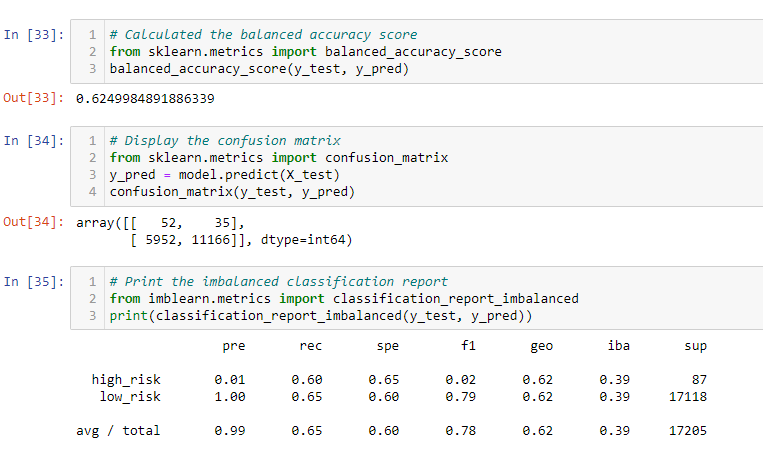 In [33]: 1 # Calculated the balanced accuracy score
2 from sklearn.metrics import balanced_accuracy_score
3 balanced_accuracy_score(y_test, y_pred)
Out[33]: 0.6249984891886339
In [34]: 1 # Display the confusion matrix
2 from sklearn.metrics import confusion_matrix
3 y_pred = model.predict(X_test)
4 confusion_matrix(y_test, y_pred)
Out[34]: array([[   52,    35],
       [ 5952, 11166]], dtype=int64)
In [35]: 1 # Print the imbalanced classification report
2 from imblearn.metrics import classification_report_imbalanced
3 print(classification_report_imbalanced(y_test, y_pred))
pre rec spe f1 geo iba sup
high_risk 0.01 0.60 0.65 0.02 0.62 0.39 87
low_risk 1.00 0.65 0.60 0.79 0.62 0.39 17118
avg / total 0.99 0.65 0.60 0.78 0.62 0.39 17205